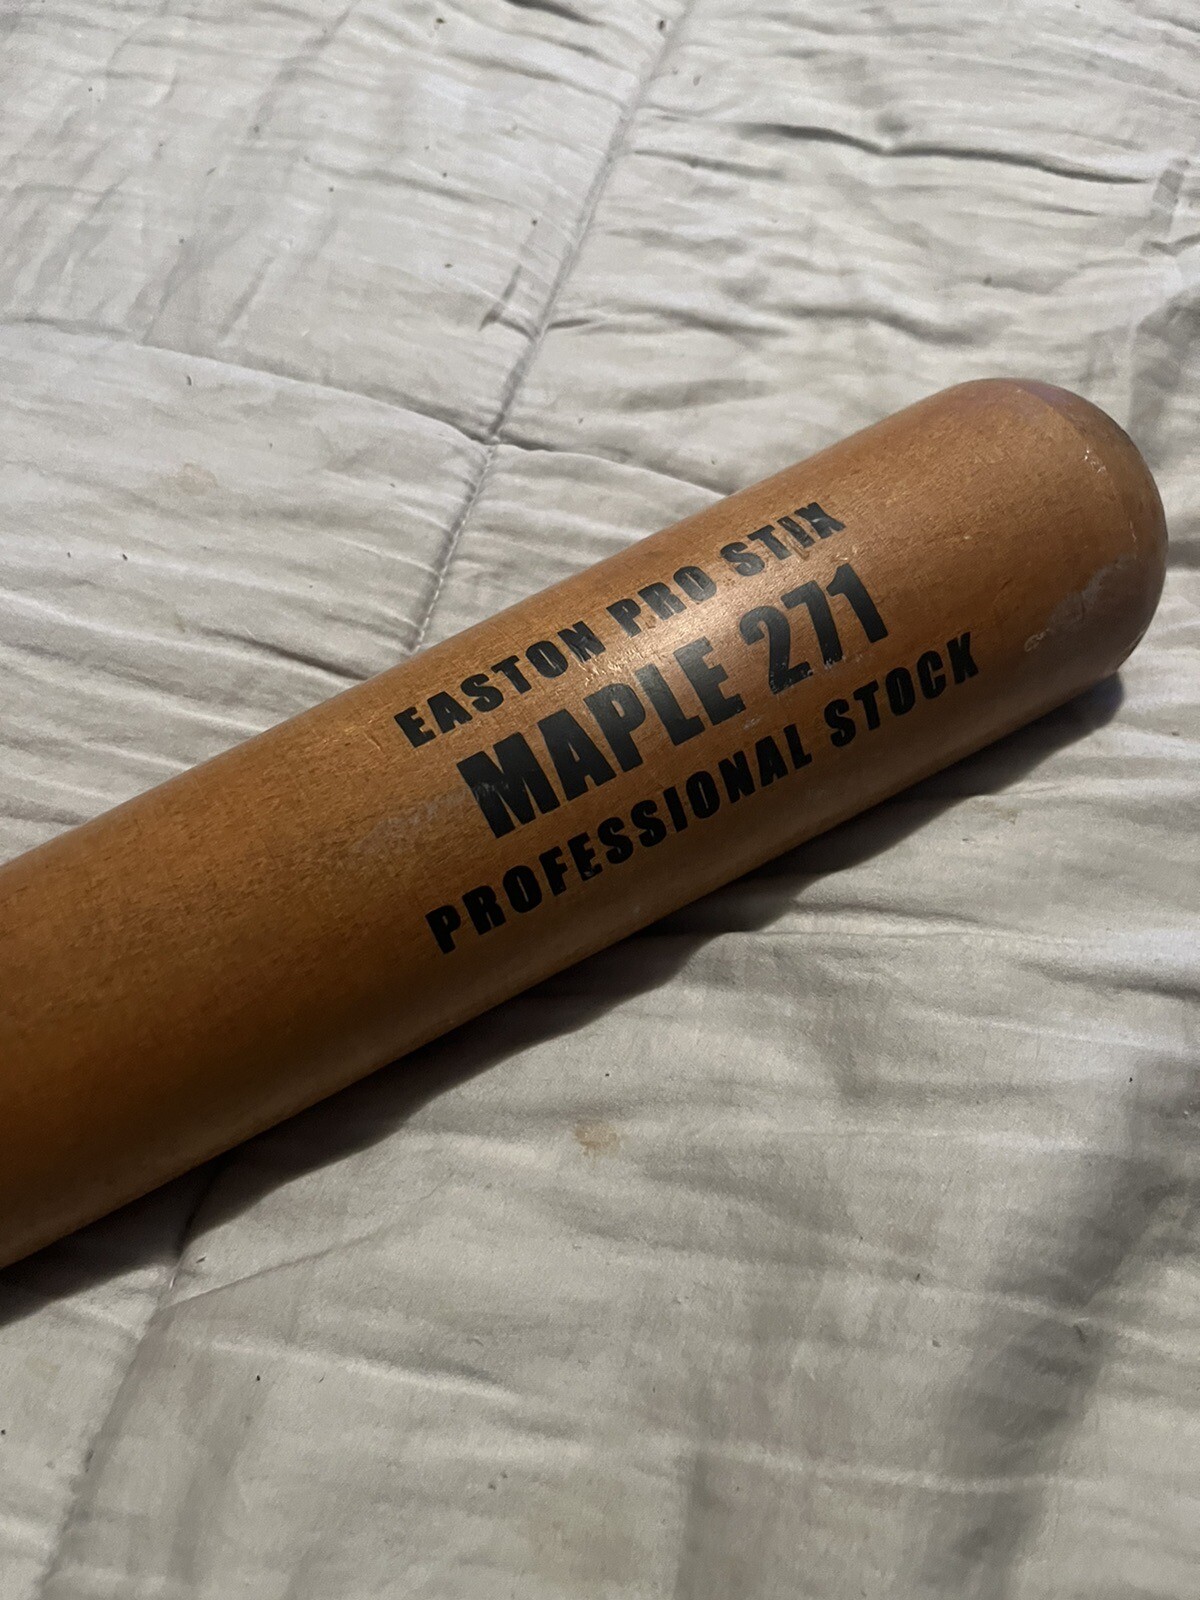 EASTON PRO STIX
MAPLE 271
PROFESSIONAL STOCK